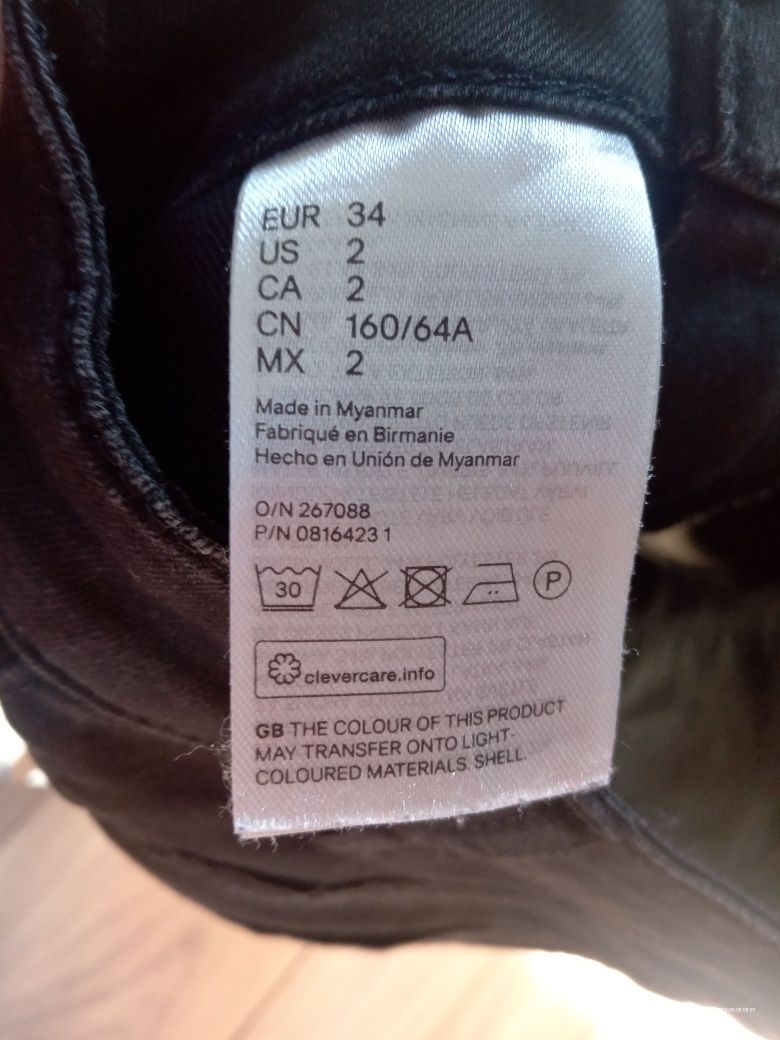 EUR 34
US 2
CA 2
CN 160/64A
MX 2
Made in Myanmar
Fabriqué en Birmanie
Hecho en Unión de Myanmar
O/N 267088
P/N 0816423 1
30
P
clevercare.info
GB THE COLOUR OF THIS PRODUCT
MAY TRANSFER ONTO LIGHT-
COLOURED MATERIALS. SHELL